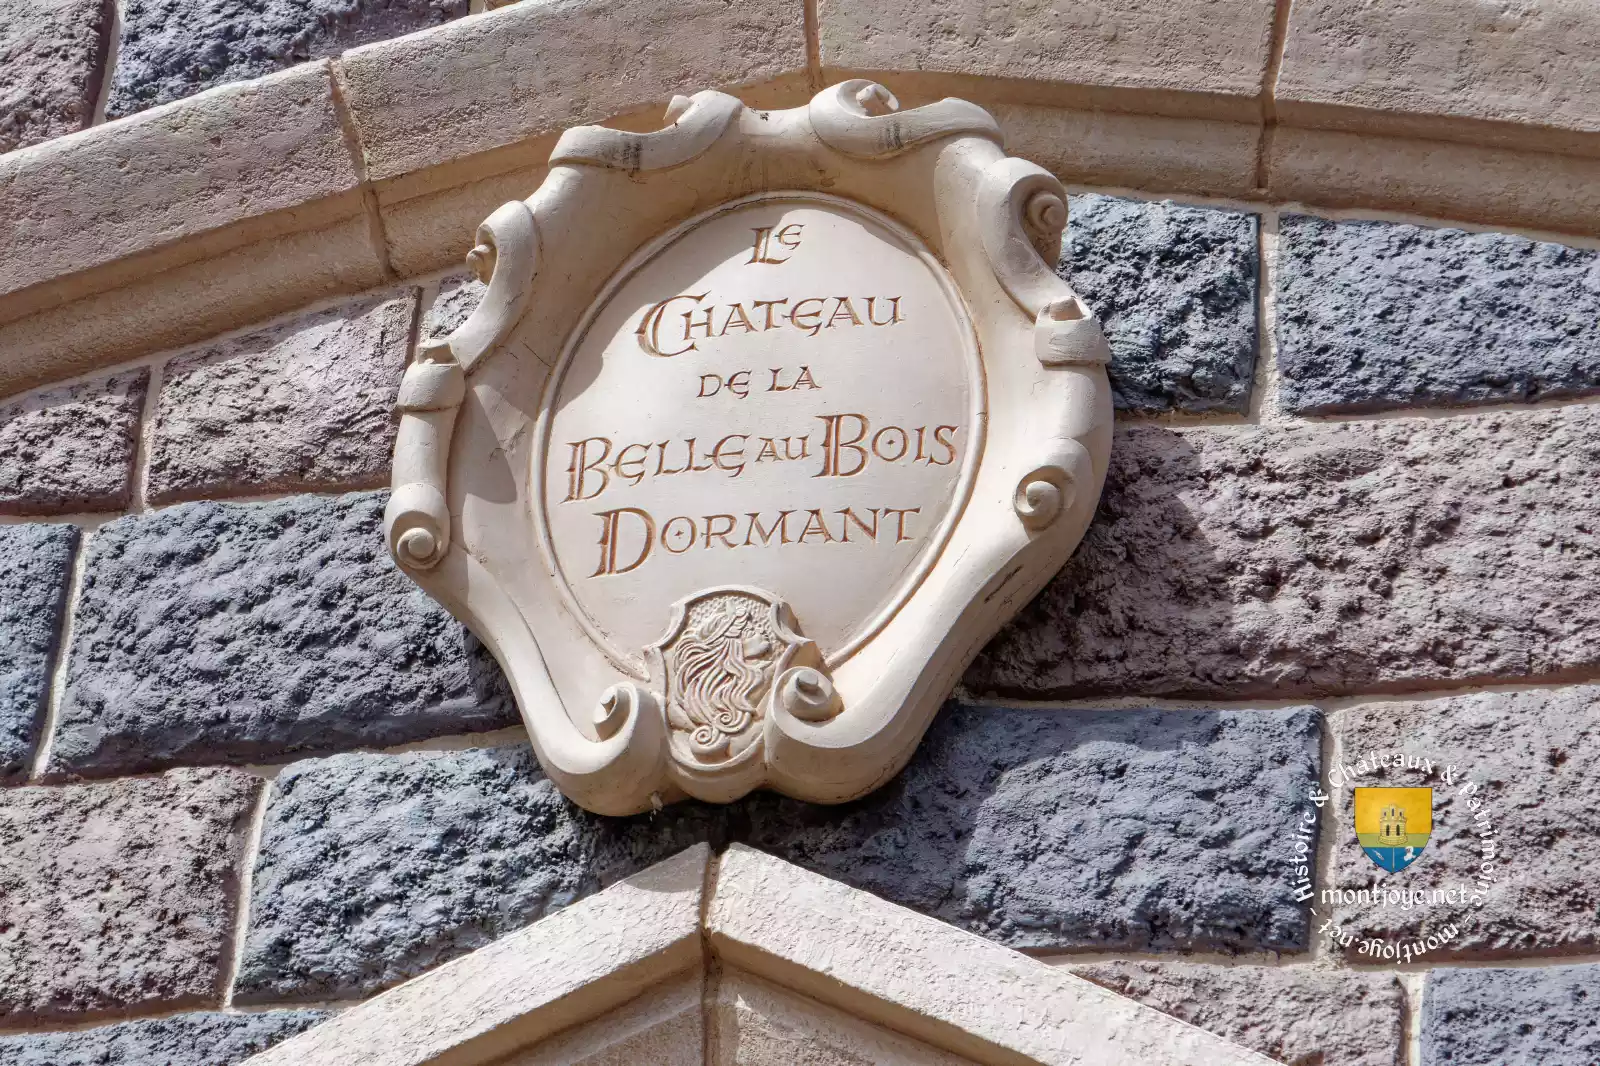 Le
Chateau
de la
Belle au Bois
Dormant
Histoire & Chateaux & patrimoine – montjoye.net –
montjoye.net